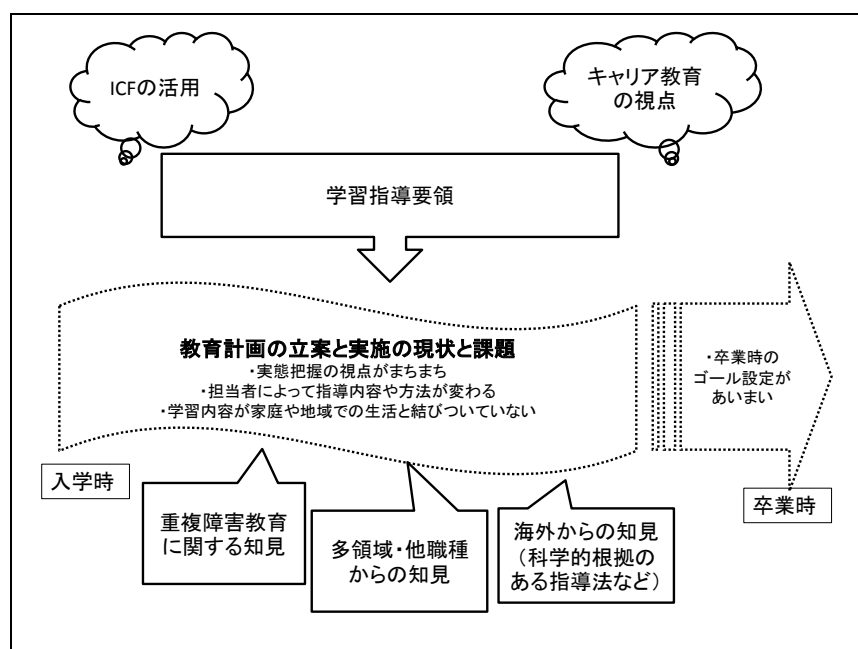 ICFの活用
キャリア教育
の視点
学習指導要領
教育計画の立案と実施の現状と課題
・実態把握の視点がまちまち
・担当者によって指導内容や方法が変わる
・学習内容が家庭や地域での生活と結びついていない
・卒業時の
ゴール設定が
あいまい
入学時
卒業時
重複障害教育
に関する知見
多領域・他職種
からの知見
海外からの知見
（科学的根拠の
ある指導法など）